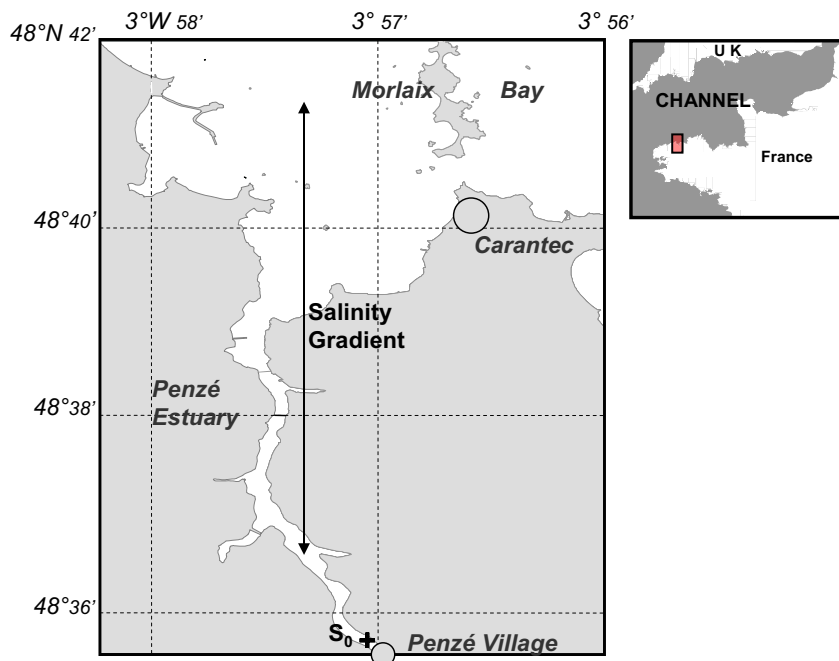 3°W 58’
3° 57’
3° 56’
48°N 42’
Morlaix Bay
48°40’
Carantec
Salinity
Gradient
Penzé
Estuary
48°38’
48°36’
S0
Penzé Village
U K
CHANNEL
France